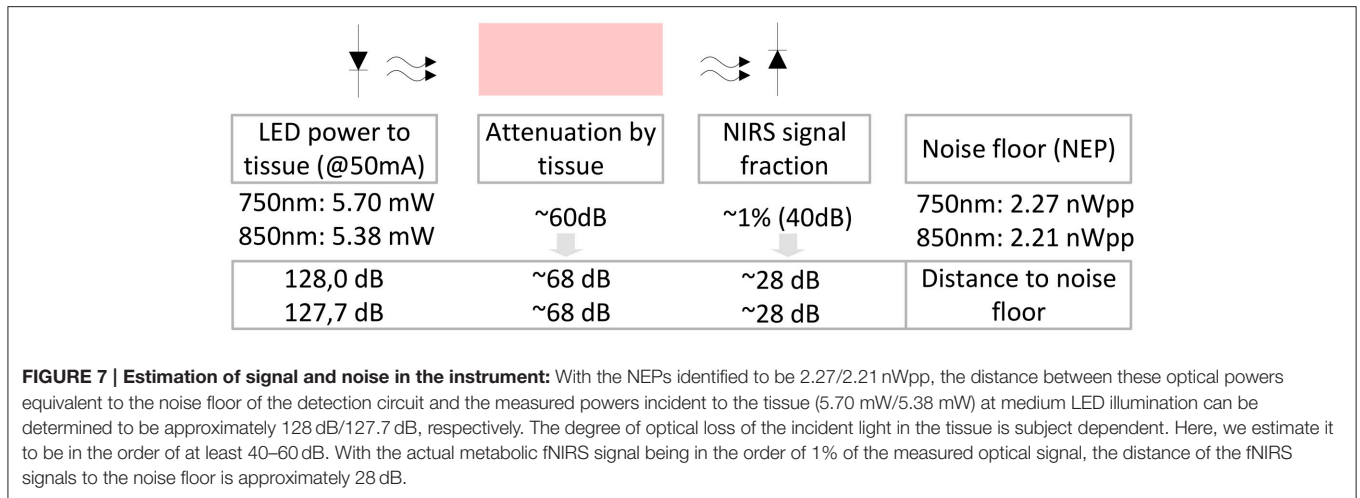 LED power to
tissue (@50mA)
Attenuation by
tissue
NIRS signal
fraction
Noise floor (NEP)
750nm: 5.70 mW
850nm: 5.38 mW
~60dB
~1% (40dB)
750nm: 2.27 nWpp
850nm: 2.21 nWpp
128,0 dB
127,7 dB
~68 dB
~68 dB
~28 dB
~28 dB
Distance to noise
floor
FIGURE 7 | Estimation of signal and noise in the instrument: With the NEPs identified to be 2.27/2.21 nWpp, the distance between these optical powers
equivalent to the noise floor of the detection circuit and the measured powers incident to the tissue (5.70 mW/5.38 mW) at medium LED illumination can be
determined to be approximately 128 dB/127.7 dB, respectively. The degree of optical loss of the incident light in the tissue is subject dependent. Here, we estimate it
to be in the order of at least 40–60 dB. With the actual metabolic fNIRS signal being in the order of 1% of the measured optical signal, the distance of the fNIRS
signals to the noise floor is approximately 28 dB.